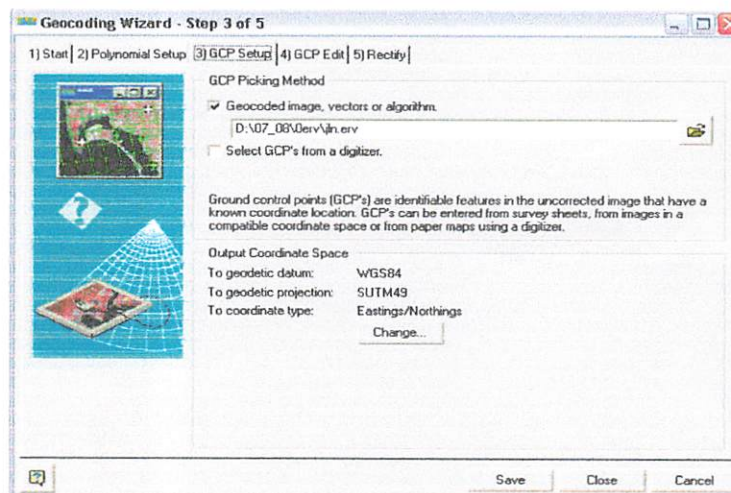 Geocoding Wizard - Step 3 of 5
1) Start 2) Polynomial Setup 3) GCP Setup 4) GCP Edit 5) Rectify
GCP Picking Method
Geocoded image, vectors or algorithm.
D:\07_08\0erv\jln.erv
Select GCP's from a digitizer.
Ground control points (GCP's) are identifiable features in the uncorrected image that have a
known coordinate location. GCP's can be entered from survey sheets, from images in a
compatible coordinate space or from paper maps using a digitizer.
Output Coordinate Space
To geodetic datum: WGS84
To geodetic projection: SUTM49
To coordinate type: Eastings/Northings
Change...
Save Close Cancel